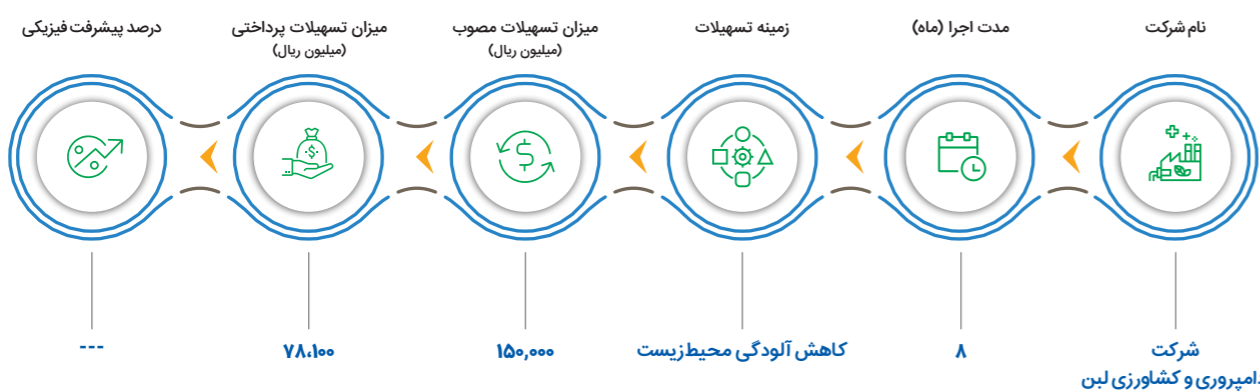 نام شرکت
مدت اجرا (ماه)
زمینه تسهیلات
میزان تسهیلات مصوب
(میلیون ریال)
میزان تسهیلات پرداختی
(میلیون ریال)
درصد پیشرفت فیزیکی
شرکت
امپروری و کشاورزی لبن
۸
کاهش آلودگی محیط‌زیست
۱۵۰,۰۰۰
۷۸،۱۰۰
---